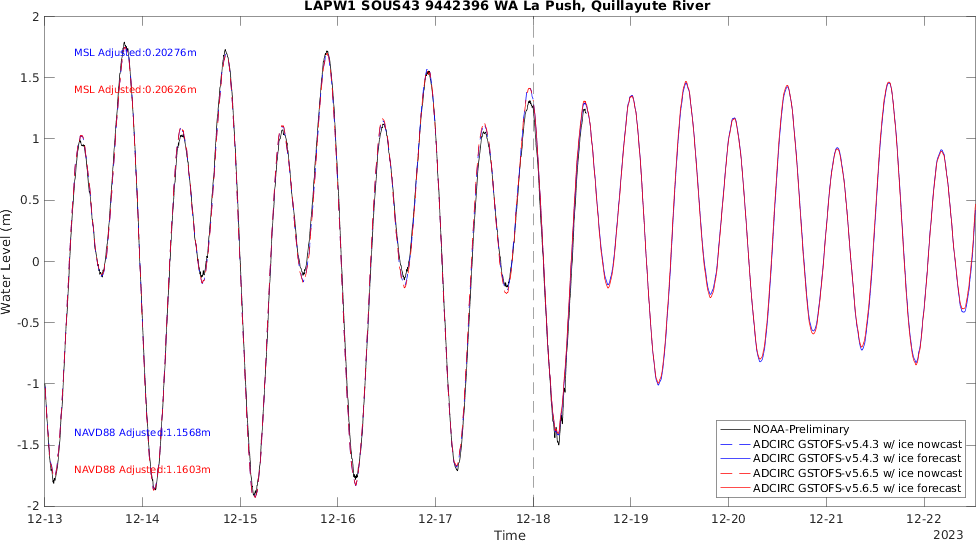 LAPW1 SOUS43 9442396 WA La Push, Quillayute River
2
1.5
1
0.5
0
-0.5
-1
-1.5
-2
Water Level (m)
MSL Adjusted:0.20276m
MSL Adjusted:0.20626m
NAVD88 Adjusted:1.1568m
NAVD88 Adjusted:1.1603m
NOAA-Preliminary
ADCIRC GSTOFS-v5.4.3 w/ ice nowcast
ADCIRC GSTOFS-v5.4.3 w/ ice forecast
ADCIRC GSTOFS-v5.6.5 w/ ice nowcast
ADCIRC GSTOFS-v5.6.5 w/ ice forecast
12-13 12-14 12-15 12-16 12-17 12-18 12-19 12-20 12-21 12-22
Time
2023